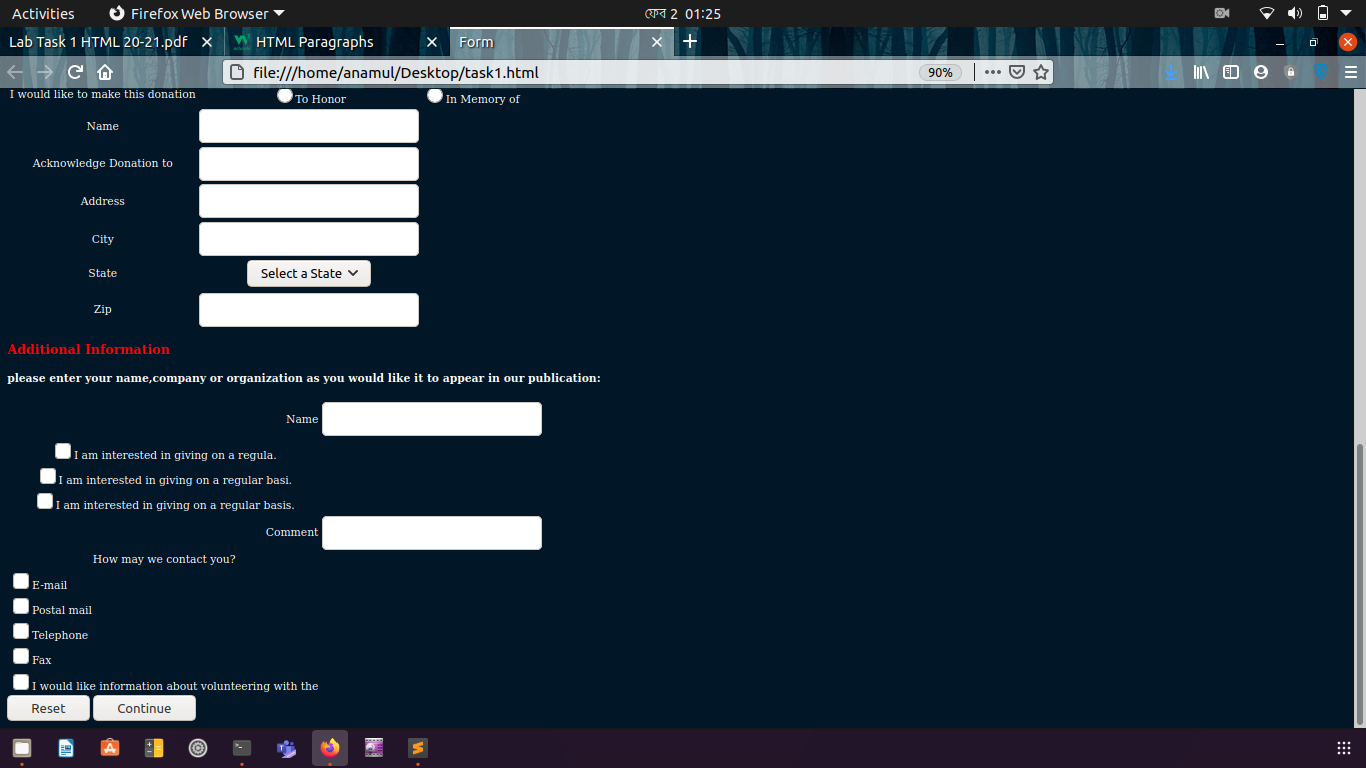 Activities Firefox Web Browser ফেব 2 01:25
Lab Task 1 HTML 20-21.pdf HTML Paragraphs Form
file:///home/anamul/Desktop/task1.html 90%
I would like to make this donation To Honor In Memory of
Name
Acknowledge Donation to
Address
City
State Select a State
Zip
Additional Information
please enter your name,company or organization as you would like it to appear in our publication:
Name
I am interested in giving on a regula.
I am interested in giving on a regular basi.
I am interested in giving on a regular basis.
Comment
How may we contact you?
E-mail
Postal mail
Telephone
Fax
I would like information about volunteering with the
Reset Continue